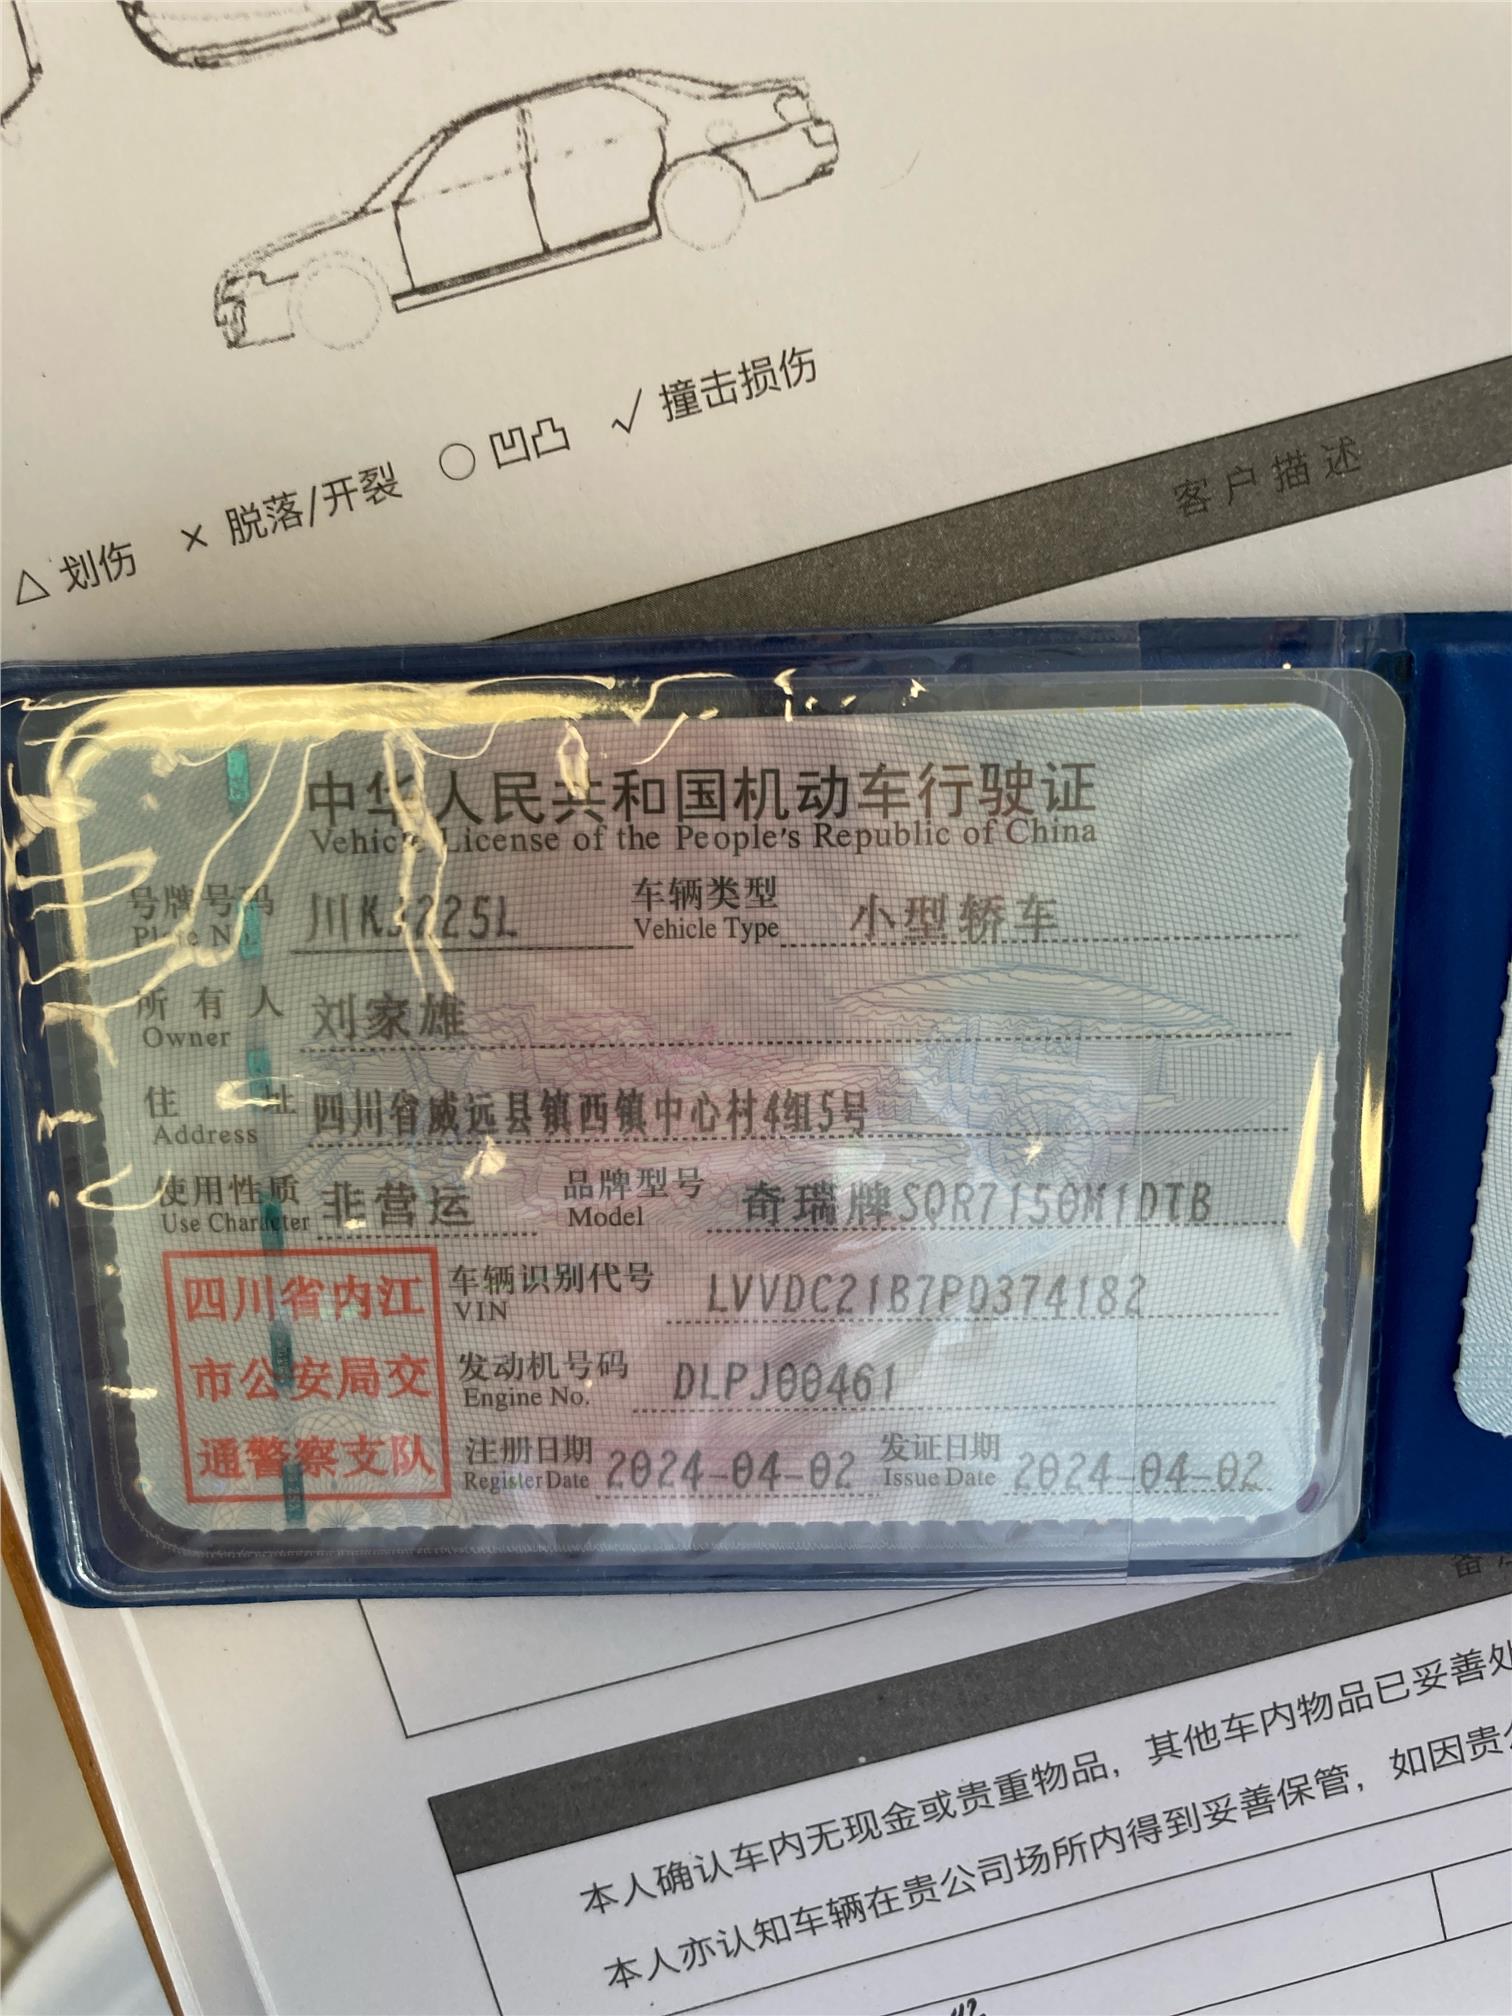 △ 划伤 × 脱落/开裂 ○ 凹凸 √ 撞击损伤
客户描述
中华人民共和国机动车行驶证
Vehicle License of the People's Republic of China
号牌号码 车辆类型 小型轿车
Plate No. Vehicle Type
所有人 刘家雄
Owner
住址 四川省威远县镇西镇中心村4组5号
Address
使用性质 非营运 品牌型号 奇瑞牌SQR7150M1DTB
Use Character Model
四川省内江
市公安局交
通警察支队
车辆识别代号 LVVDC21B7PD374182
VIN
发动机号码 DLPJ00461
Engine No.
注册日期 2024-04-02 发证日期 2024-04-02
Register Date Issue Date
本人确认车内无现金或贵重物品，其他车内物品已妥善处
本人亦认知车辆在贵公司场所内得到妥善保管，如因贵